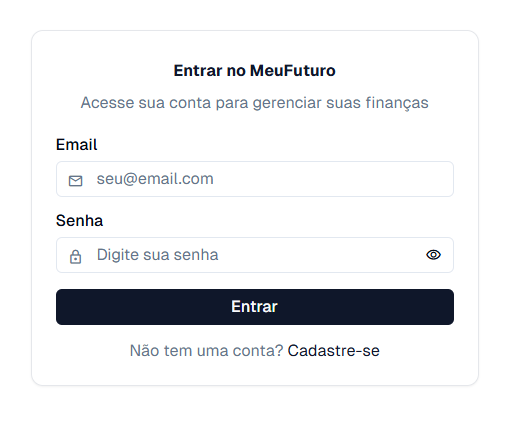 Entrar no MeuFuturo
Acesse sua conta para gerenciar suas finanças
Email
seu@email.com
Senha
Digite sua senha
Entrar
Não tem uma conta? Cadastre-se